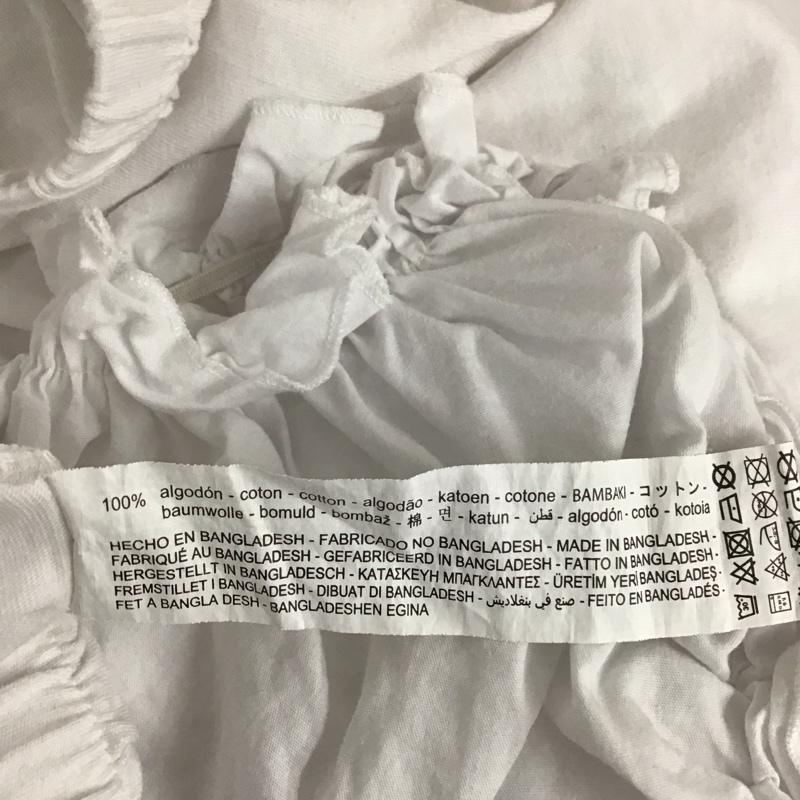 100% algodón - coton - cotton - algodão - katoen - cotone - BAMBAKI - コットン -
baumwolle - bomuld - bombaž - 棉 - 면 - katun - قطن - algodón · cotó - kotoia
HECHO EN BANGLADESH - FABRICADO NO BANGLADESH - MADE IN BANGLADESH -
FABRIQUÉ AU BANGLADESH - GEFABRICEERD IN BANGLADESH - FATTO IN BANGLADESH -
HERGESTELLT IN BANGLADESCH - ΚΑΤΑΣΚΕΥΗ ΜΠΑΓΚΛΑΝΤΕΣ - ÜRETİM YERİ BANGLADEŞ -
FREMSTILLET I BANGLADESH - DIBUAT DI BANGLADESH - صنع في بنغلاديش - FEITO EN BANGLADÉS ·
FET A BANGLA DESH - BANGLADESHEN EGINA